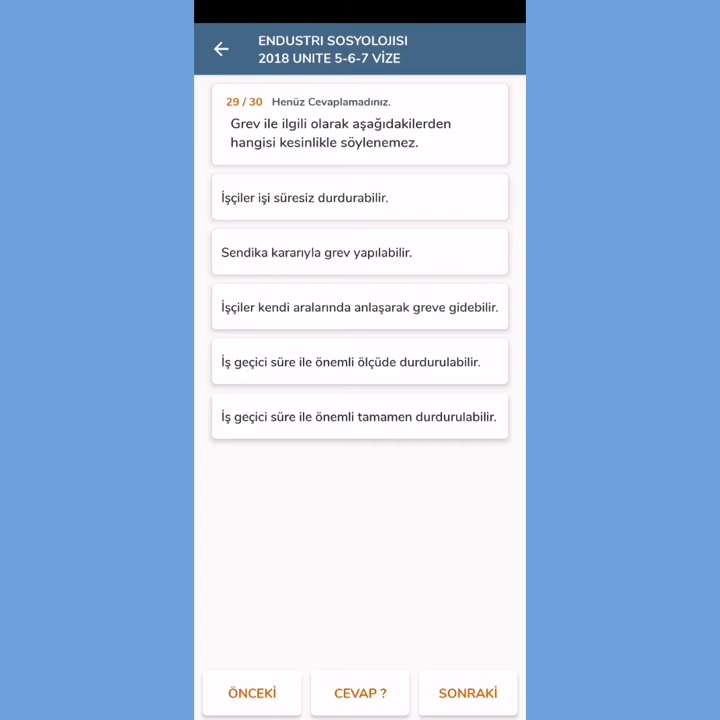 ENDUSTRI SOSYOLOJISI
2018 UNITE 5-6-7 VİZE
29 / 30 Henüz Cevaplamadınız.
Grev ile ilgili olarak aşağıdakilerden
hangisi kesinlikle söylenemez.
İşçiler işi süresiz durdurabilir.
Sendika kararıyla grev yapılabilir.
İşçiler kendi aralarında anlaşarak greve gidebilir.
İş geçici süre ile önemli ölçüde durdurulabilir.
İş geçici süre ile önemli tamamen durdurulabilir.
ÖNCEKİ CEVAP ? SONRAKİ